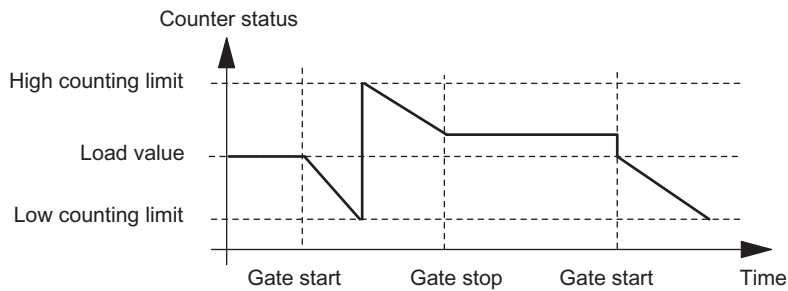 Counter status
High counting limit
Load value
Low counting limit
Gate start Gate stop Gate start Time